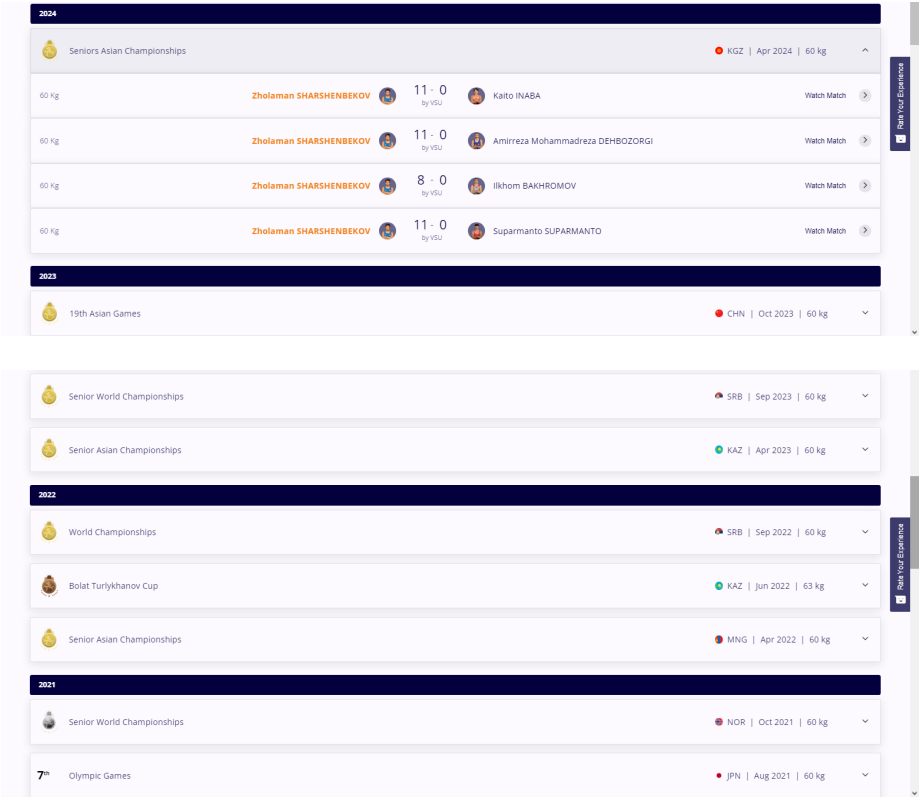 2024
Seniors Asian Championships KGZ | Apr 2024 | 60 kg
60 Kg Zholaman SHARSHENBEKOV 11 - 0 Kaito INABA Watch Match
by VSU
60 Kg Zholaman SHARSHENBEKOV 11 - 0 Amirreza Mohammadreza DEHBOZORGI Watch Match
by VSU
60 Kg Zholaman SHARSHENBEKOV 8 - 0 Ilkhom BAKHROMOV Watch Match
by VSU
60 Kg Zholaman SHARSHENBEKOV 11 - 0 Suparmanto SUPARMANTO Watch Match
by VSU
Rate Your Experience
2023
19th Asian Games CHN | Oct 2023 | 60 kg
Senior World Championships SRB | Sep 2023 | 60 kg
Senior Asian Championships KAZ | Apr 2023 | 60 kg
2022
World Championships SRB | Sep 2022 | 60 kg
Bolat Turlykhanov Cup KAZ | Jun 2022 | 63 kg
Senior Asian Championships MNG | Apr 2022 | 60 kg
Rate Your Experience
2021
Senior World Championships NOR | Oct 2021 | 60 kg
7th Olympic Games JPN | Aug 2021 | 60 kg